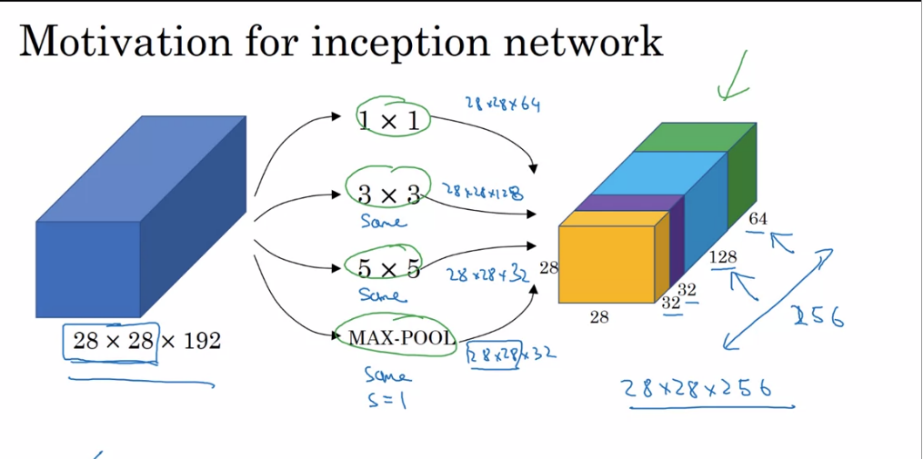 Motivation for inception network
1 × 1
28×28×64
3 × 3
same
28×28×128
5 × 5
same
28×28×32
MAX-POOL
same
s=1
28×28×32
28 × 28 × 192
28
28
32
32
128
64
256
28×28×256